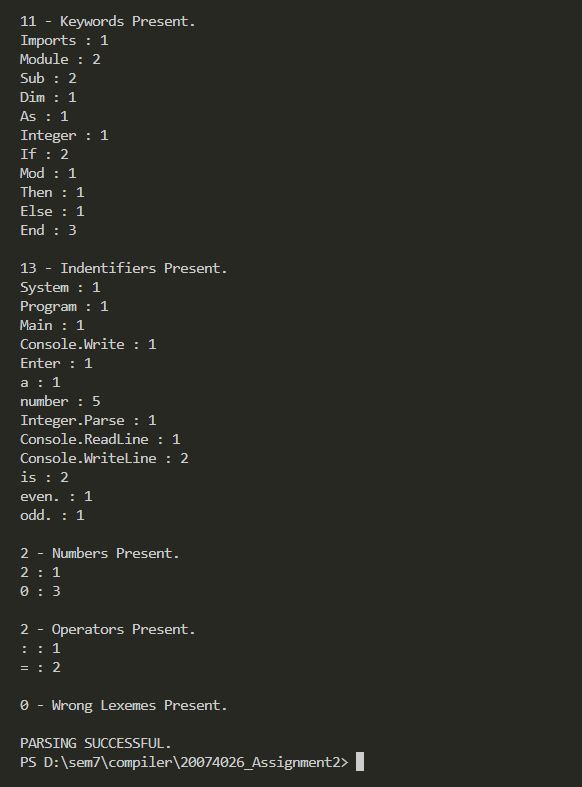 11 - Keywords Present.
Imports : 1
Module : 2
Sub : 2
Dim : 1
As : 1
Integer : 1
If : 2
Mod : 1
Then : 1
Else : 1
End : 3
13 - Indentifiers Present.
System : 1
Program : 1
Main : 1
Console.Write : 1
Enter : 1
a : 1
number : 5
Integer.Parse : 1
Console.ReadLine : 1
Console.WriteLine : 2
is : 2
even. : 1
odd. : 1
2 - Numbers Present.
2 : 1
0 : 3
2 - Operators Present.
: : 1
= : 2
0 - Wrong Lexemes Present.
PARSING SUCCESSFUL.
PS D:\sem7\compiler\20074026_Assignment2>